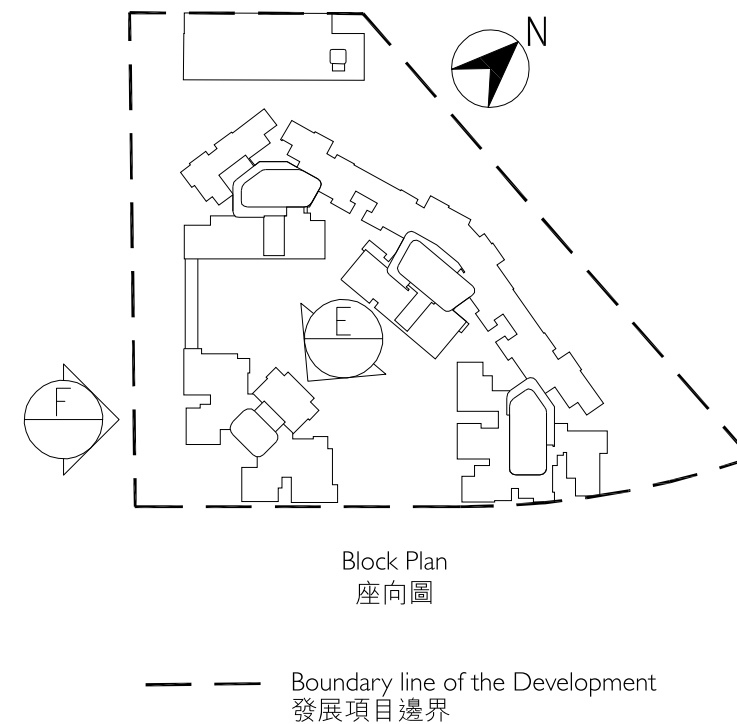 N
E
F
Block Plan
座向圖
Boundary line of the Development
發展項目邊界